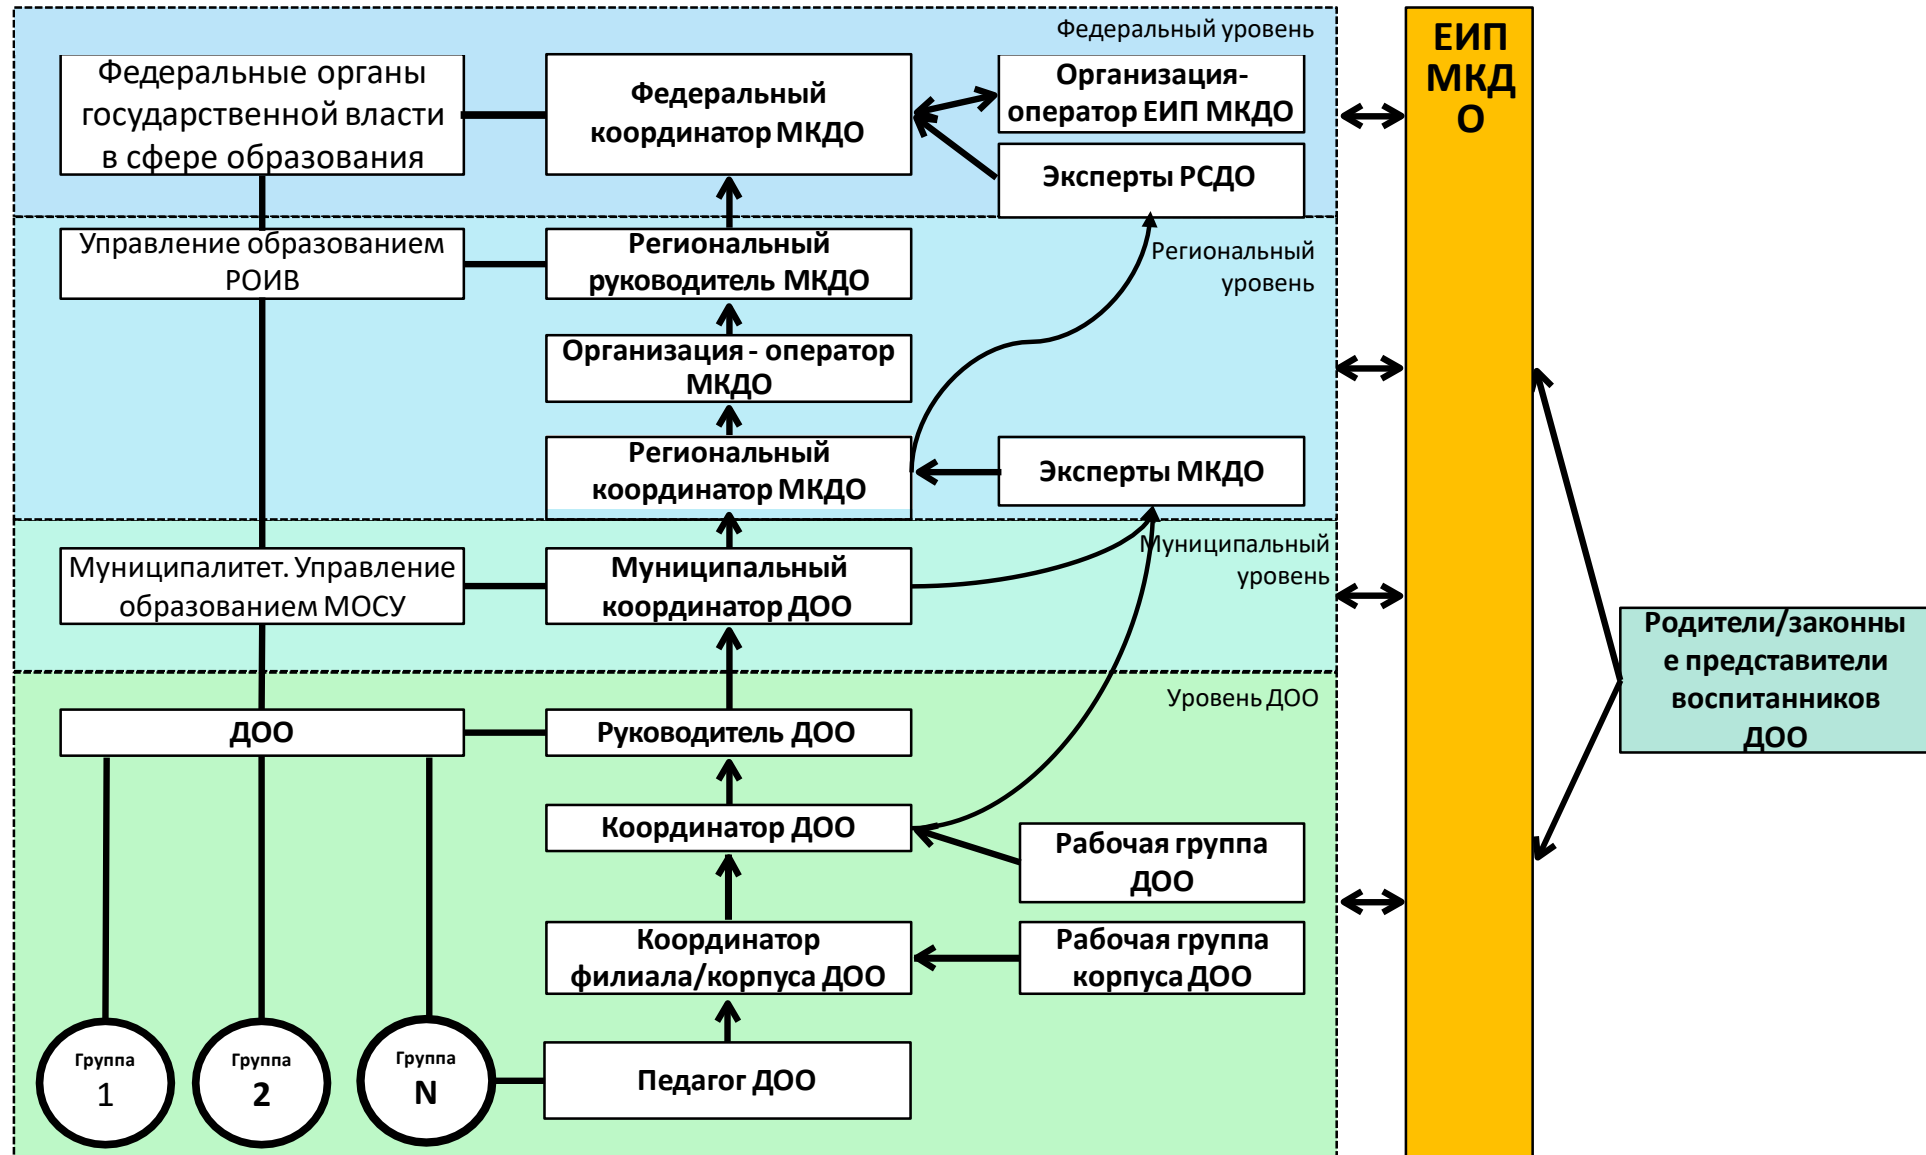 Федеральный уровень
ЕИП
МКД
О
Федеральные органы
государственной власти
в сфере образования
Федеральный
координатор МКДО
Организация-
оператор ЕИП МКДО
Эксперты РСДО
Управление образованием
РОИВ
Региональный
руководитель МКДО
Региональный
уровень
Организация - оператор
МКДО
Региональный
координатор МКДО
Эксперты МКДО
Муниципалитет. Управление
образованием МОСУ
Муниципальный
координатор ДОО
Муниципальный
уровень
Родители/законны
е представители
воспитанников
ДОО
Уровень ДОО
ДОО
Руководитель ДОО
Координатор ДОО
Рабочая группа
ДОО
Координатор
филиала/корпуса ДОО
Рабочая группа
корпуса ДОО
Группа
1
Группа
2
Группа
N
Педагог ДОО